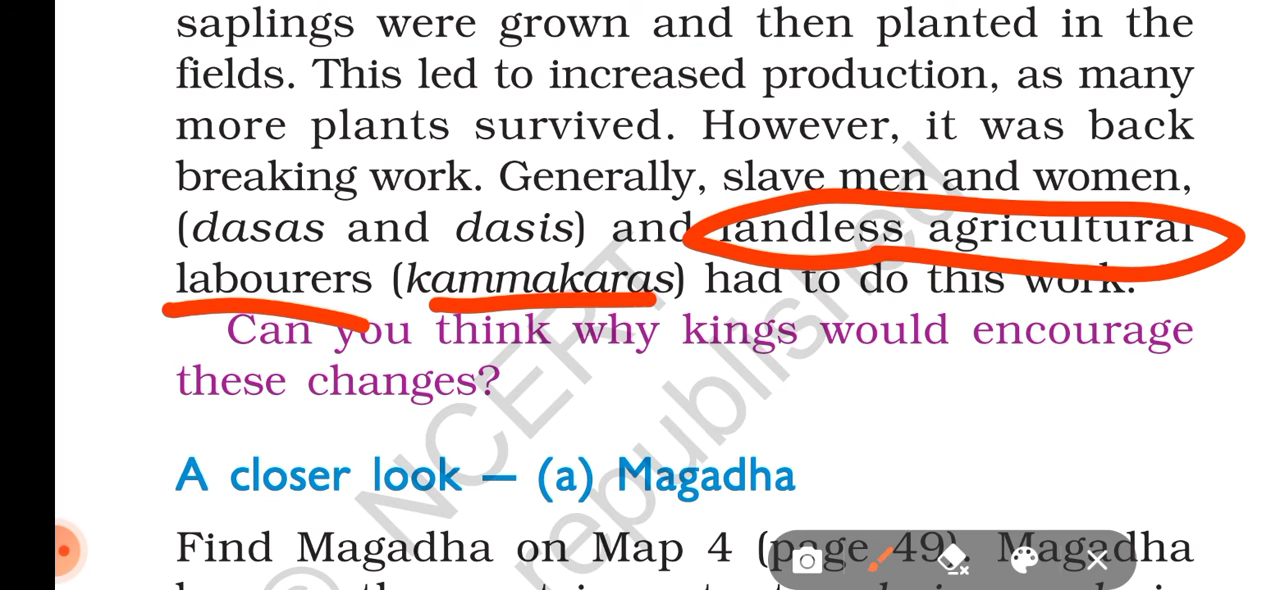 saplings were grown and then planted in the
fields. This led to increased production, as many
more plants survived. However, it was back
breaking work. Generally, slave men and women,
(dasas and dasis) and landless agricultural
labourers (kammakaras) had to do this work.
Can you think why kings would encourage
these changes?
A closer look — (a) Magadha
Find Magadha on Map 4 (page 49). Magadha
© NCERT
republished